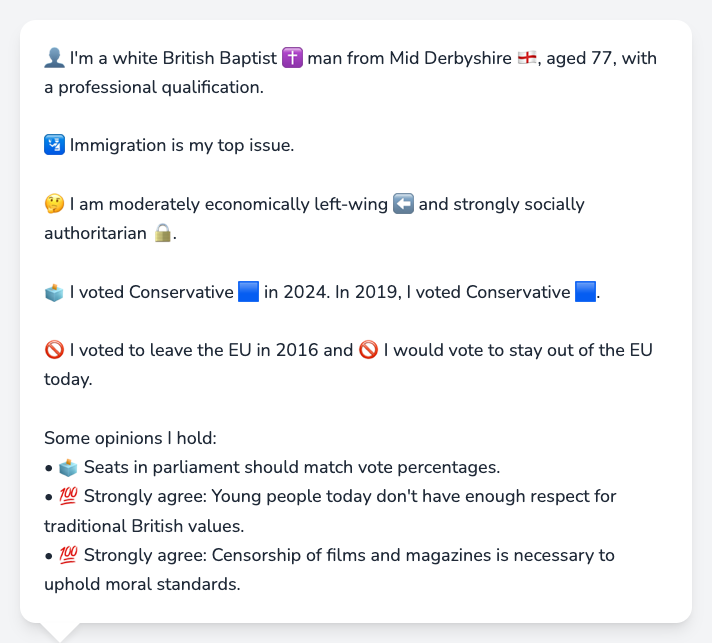 👤 I'm a white British Baptist ✝️ man from Mid Derbyshire 🏴󠁧󠁢󠁥󠁮󠁧󠁿, aged 77, with
a professional qualification.
🛂 Immigration is my top issue.
🤔 I am moderately economically left-wing ⬅️ and strongly socially
authoritarian 🔒.
🗳️ I voted Conservative 🟦 in 2024. In 2019, I voted Conservative 🟦.
🚫 I voted to leave the EU in 2016 and 🚫 I would vote to stay out of the EU
today.
Some opinions I hold:
• 🗳️ Seats in parliament should match vote percentages.
• 💯 Strongly agree: Young people today don't have enough respect for
traditional British values.
• 💯 Strongly agree: Censorship of films and magazines is necessary to
uphold moral standards.